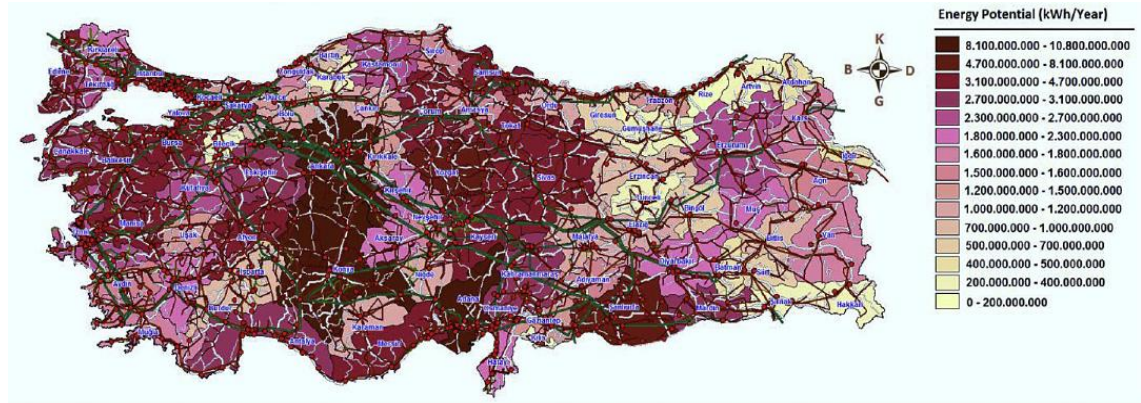 Energy Potential (kWh/Year)
8.100.000.000 - 10.800.000.000
4.700.000.000 - 8.100.000.000
3.100.000.000 - 4.700.000.000
2.700.000.000 - 3.100.000.000
2.300.000.000 - 2.700.000.000
1.800.000.000 - 2.300.000.000
1.600.000.000 - 1.800.000.000
1.500.000.000 - 1.600.000.000
1.200.000.000 - 1.500.000.000
1.000.000.000 - 1.200.000.000
700.000.000 - 1.000.000.000
500.000.000 - 700.000.000
400.000.000 - 500.000.000
200.000.000 - 400.000.000
0 - 200.000.000
K
B D
G
Kırklareli
Edirne
Tekirdağ
İstanbul
Bartın
Kastamonu
Sinop
Zonguldak
Karabük
Samsun
Kocaeli
Sakarya
Düzce
Yalova
Bolu
Çankırı
Çorum
Amasya
Ordu
Trabzon
Rize
Artvin
Ardahan
Kars
Giresun
Gümüşhane
Tokat
Çanakkale
Balıkesir
Bursa
Bilecik
Ankara
Kırıkkale
Yozgat
Sivas
Erzincan
Erzurum
Iğdır
Ağrı
Kütahya
Eskişehir
Kırşehir
Tunceli
Bingöl
Muş
Manisa
Uşak
Afyon
Aksaray
Nevşehir
Kayseri
Malatya
Elazığ
Bitlis
Van
İzmir
Aydın
Denizli
Isparta
Konya
Niğde
Kahramanmaraş
Adıyaman
Diyarbakır
Batman
Siirt
Muğla
Burdur
Antalya
Karaman
Mersin
Adana
Osmaniye
Gaziantep
Kilis
Şanlıurfa
Mardin
Şırnak
Hakkari
Hatay